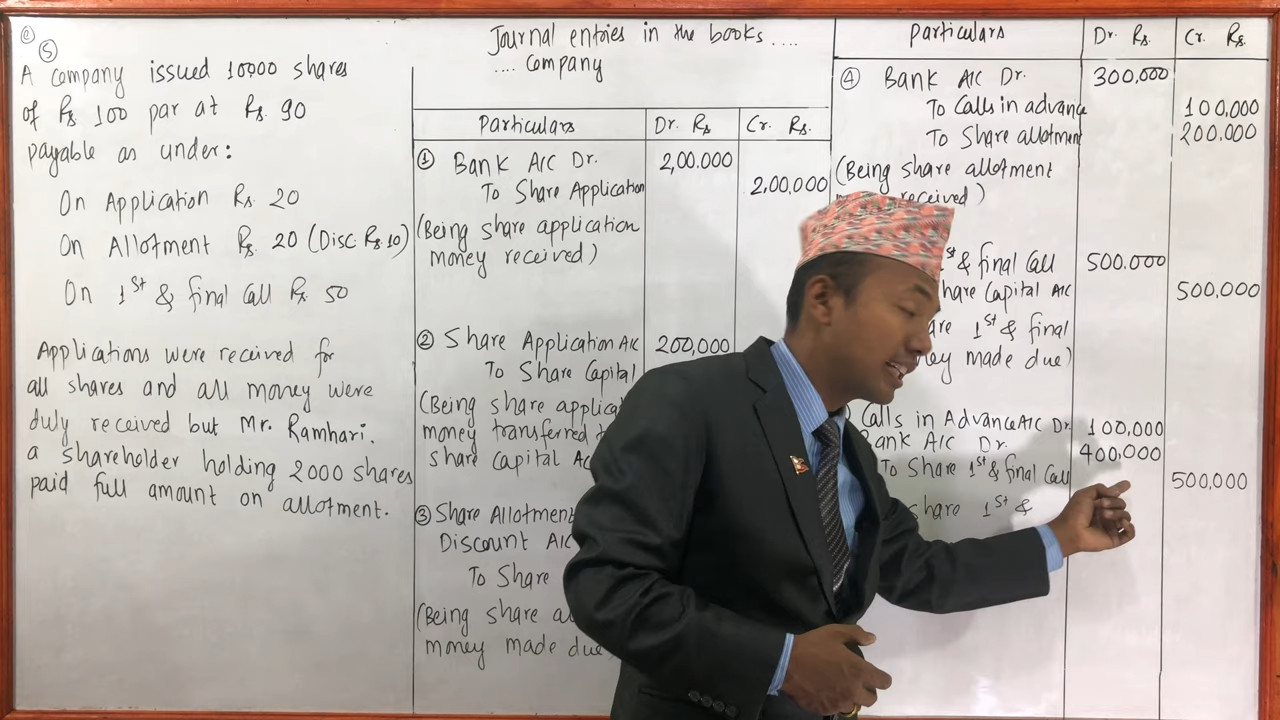 Q
5
A company issued 10000 shares
of Rs 100 par at Rs. 90
payable as under:
On Application Rs 20
On Allotment Rs. 20 (Disc. Rs. 10)
On 1st & final Call Rs 50
Applications were received for
all shares and all money were
duly received but Mr. Ramhari.
a shareholder holding 2000 shares
paid full amount on allotment.
Journal entries in the books ....
.... Company
Particulars Dr. Rs Cr. Rs.
① Bank A/C Dr. 2,00.000
To Share Application 2,00,000
(Being share application
money received)
② Share Application A/C 200,000
To Share Capital
(Being share
money transferred
share capital
③ Share Allotment
Discount A/C
To Share
(Being share
money made due
Particulars Dr. Rs. Cr. Rs.
④ Bank A/C Dr. 300,000
To Calls in advance 100,000
To Share allotment 200000
(Being share allotment
received)
1st & final Call 500.000
Share Capital A/C 500,000
1st & final
made due)
Calls in Advance A/C Dr. 100,000
Bank A/C Dr. 400,000
To Share 1st & final Call 500,000
share 1st &